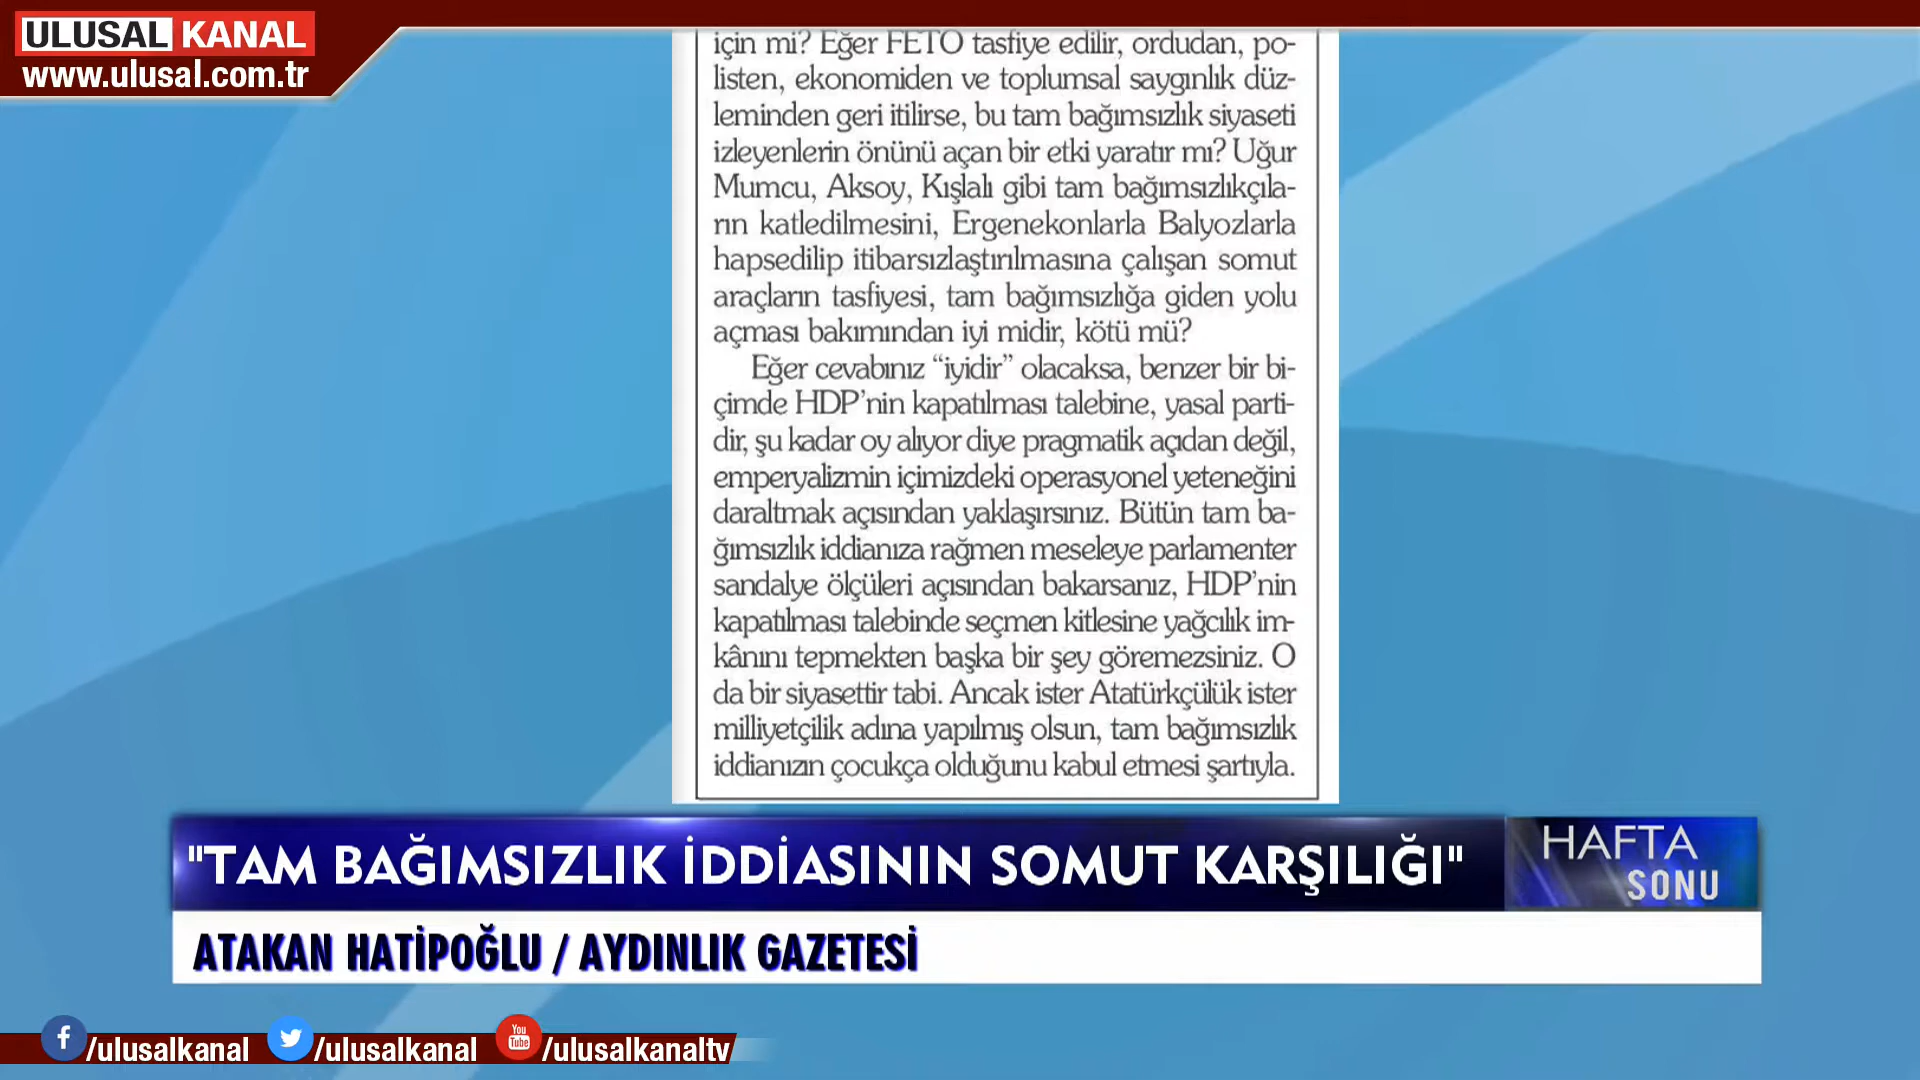 ULUSAL KANAL
www.ulusal.com.tr
için mi? Eğer FETO tasfiye edilir, ordudan, po-
listen, ekonomiden ve toplumsal saygınlık düz-
leminden geri itilirse, bu tam bağımsızlık siyaseti
izleyenlerin önünü açan bir etki yaratır mı? Uğur
Mumcu, Aksoy, Kışlalı gibi tam bağımsızlıkçıla-
rın katledilmesini, Ergenekonlarla Balyozlarla
hapsedilip itibarsızlaştırılmasına çalışan somut
araçların tasfiyesi, tam bağımsızlığa giden yolu
açması bakımından iyi midir, kötü mü?
Eğer cevabınız “iyidir” olacaksa, benzer bir bi-
çimde HDP’nin kapatılması talebine, yasal parti-
dir, şu kadar oy alıyor diye pragmatik açıdan değil,
emperyalizmin içimizdeki operasyonel yeteneğini
daraltmak açısından yaklaşırsınız. Bütün tam ba-
ğımsızlık iddianıza rağmen meseleye parlamenter
sandalye ölçüleri açısından bakarsanız, HDP’nin
kapatılması talebinde seçmen kitlesine yağcılık im-
kânını tepmekten başka bir şey göremezsiniz. O
da bir siyasettir tabi. Ancak ister Atatürkçülük ister
milliyetçilik adına yapılmış olsun, tam bağımsızlık
iddianızın çocukça olduğunu kabul etmesi şartıyla.
"TAM BAĞIMSIZLIK İDDİASININ SOMUT KARŞILIĞI"
HAFTA
SONU
ATAKAN HATİPOĞLU / AYDINLIK GAZETESİ
/ulusalkanal
/ulusalkanal
You
Tube
/ulusalkanaltv